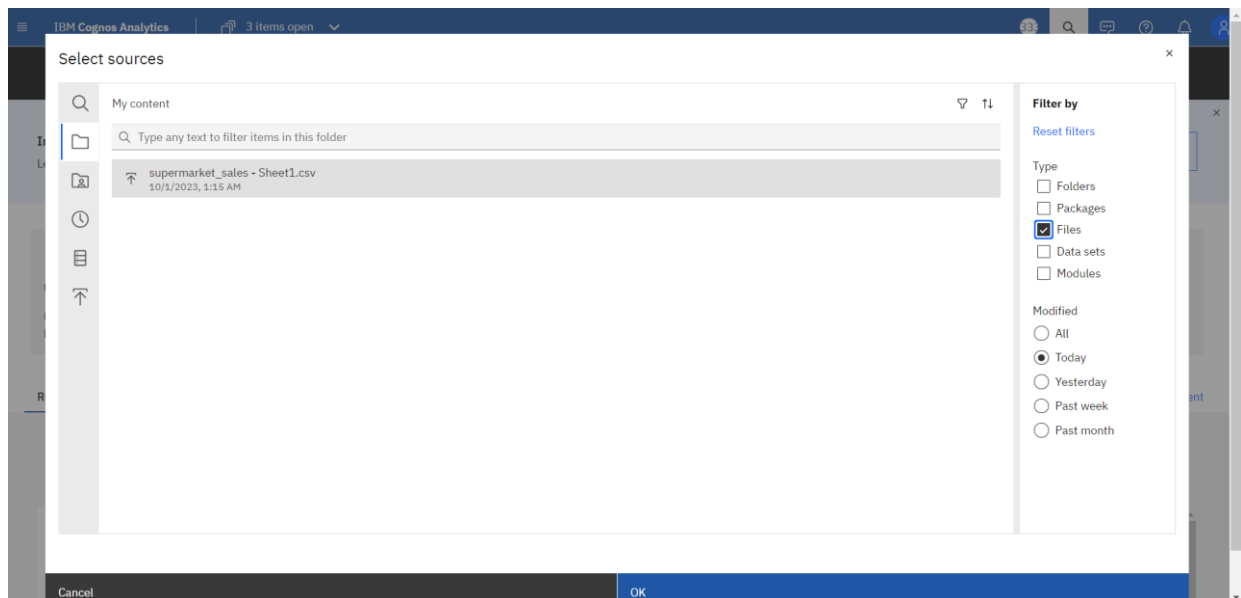 IBM Cognos Analytics
3 items open
Select sources
My content
Type any text to filter items in this folder
supermarket_sales - Sheet1.csv
10/1/2023, 1:15 AM
Filter by
Reset filters
Type
Folders
Packages
Files
Data sets
Modules
Modified
All
Today
Yesterday
Past week
Past month
Cancel
OK